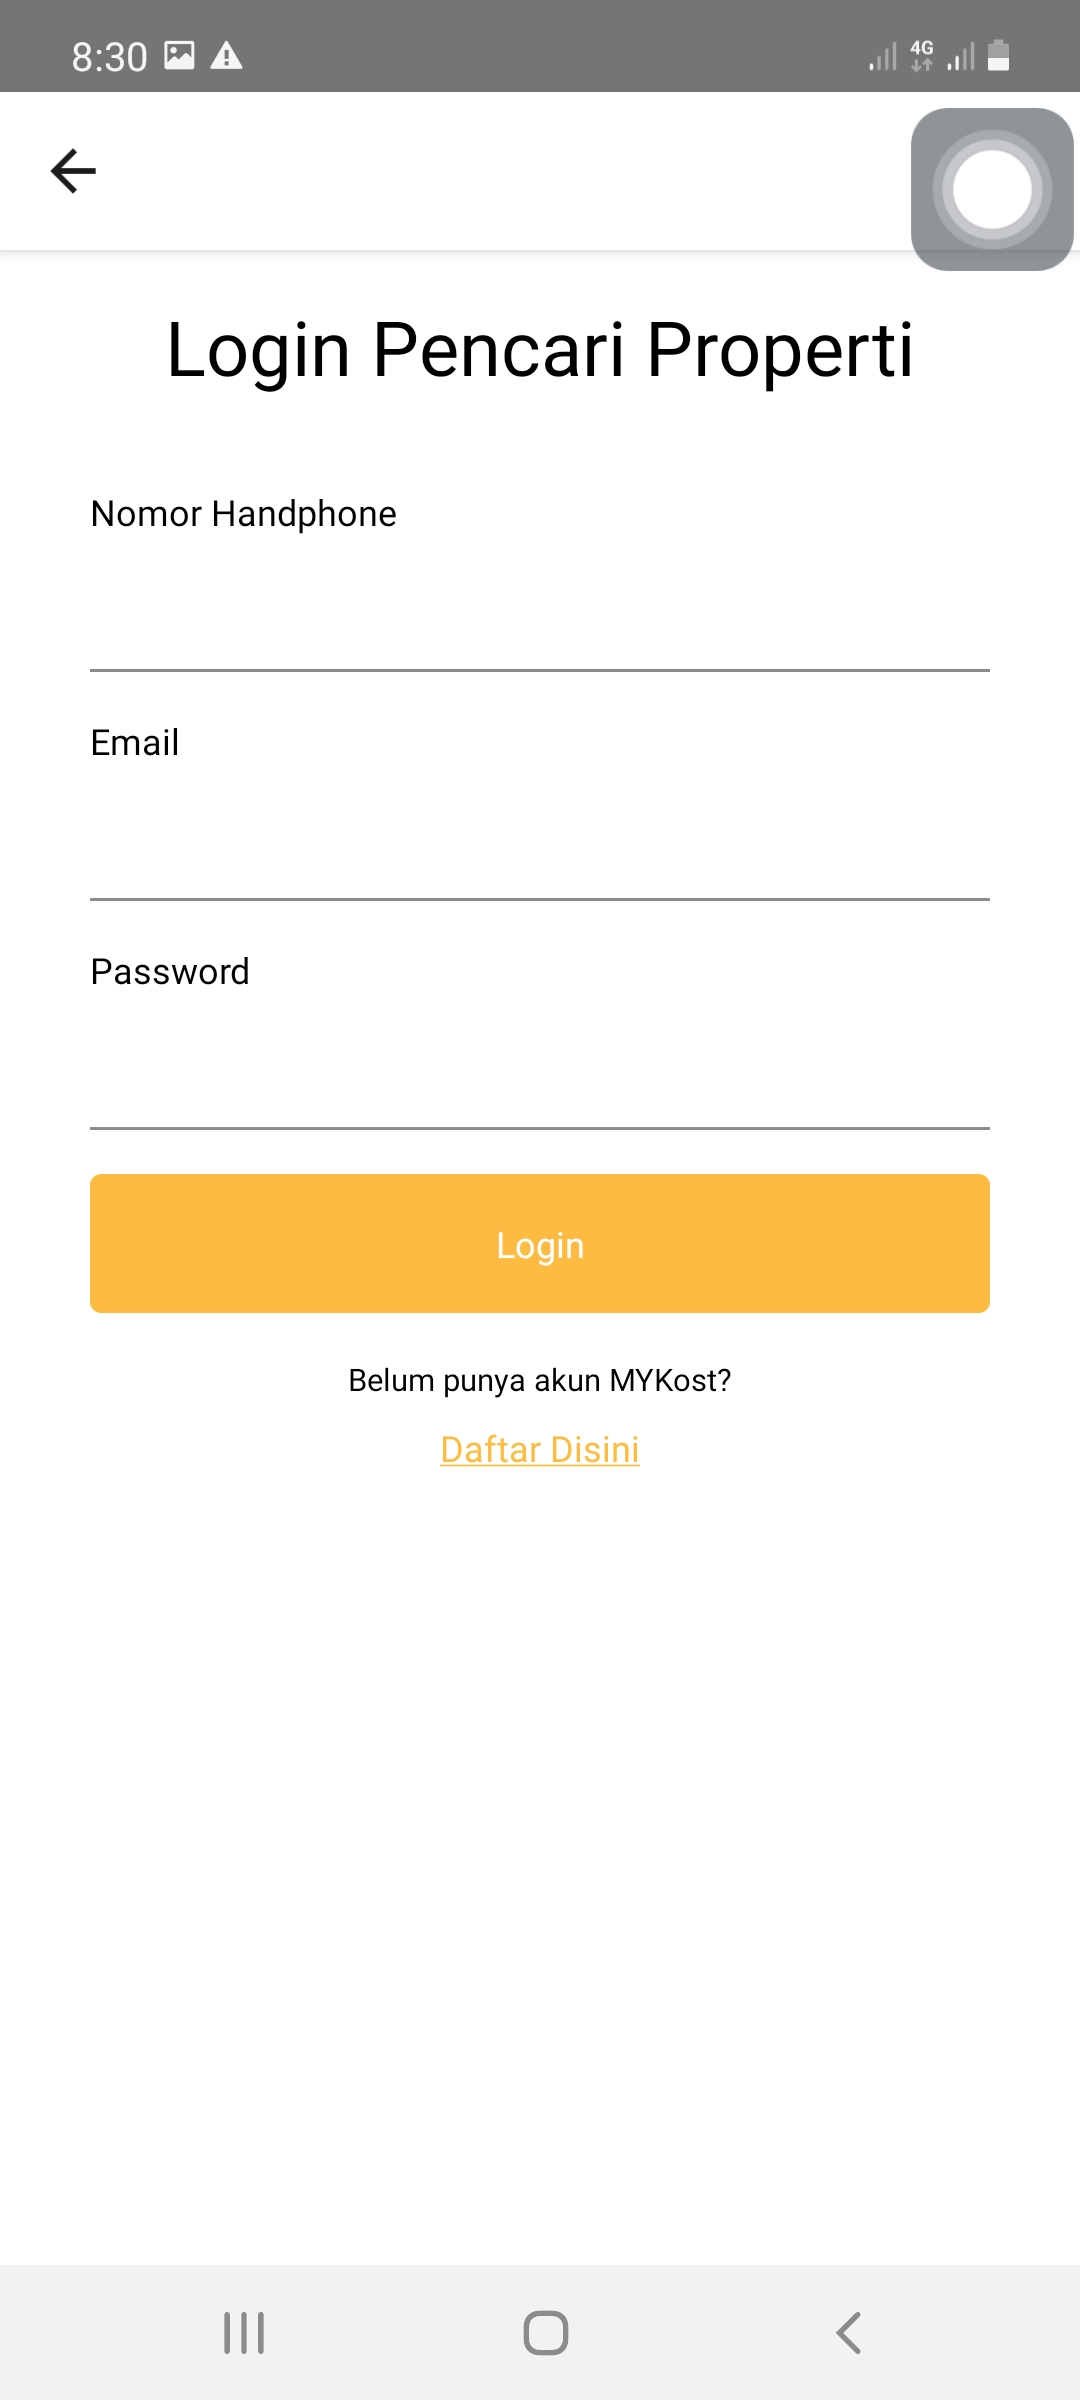 8:30
4G
Login Pencari Properti
Nomor Handphone
Email
Password
Login
Belum punya akun MYKost?
Daftar Disini